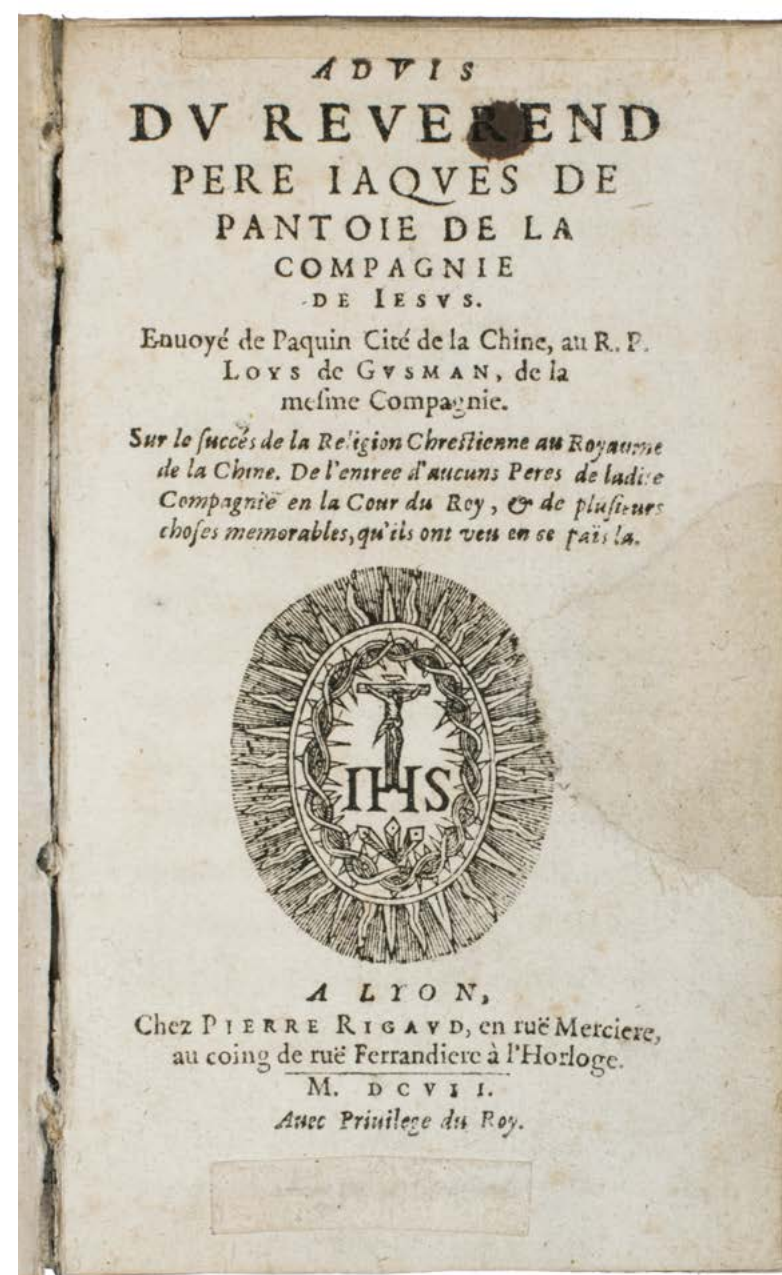 ADVIS
DV REVEREND
PERE IAQVES DE
PANTOIE DE LA
COMPAGNIE
DE IESVS.
Enuoyé de Paquin Cité de la Chine, au R. P.
LOYS de GVSMAN, de la
mesme Compagnie.
Sur le succés de la Religion Chrestienne au Royaume
de la Chine. De l'entree d'aucuns Peres de ladite
Compagnie en la Cour du Roy, & de plusieurs
choses memorables, qu'ils ont veu en ce païs la.
IHS
A LYON,
Chez PIERRE RIGAVD, en ruë Merciere,
au coing de ruë Ferrandiere à l'Horloge.
M. DCVII.
Auec Priuilege du Roy.